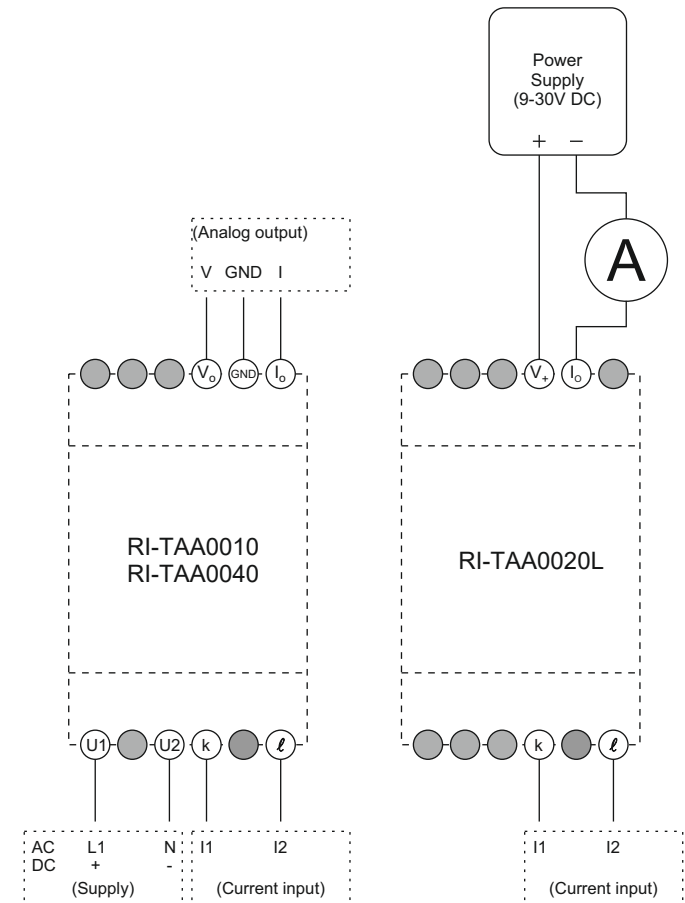 Power
Supply
(9-30V DC)
+ −
A
(Analog output)
V GND I
Vo GND Io
V+ Io
RI-TAA0010
RI-TAA0040
RI-TAA0020L
U1 U2 k ℓ
k ℓ
AC L1 N
DC + -
(Supply)
I1 I2
(Current input)
I1 I2
(Current input)